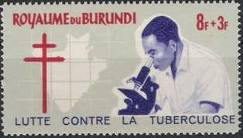 ROYAUME DU BURUNDI
8F+3F
LUTTE CONTRE LA TUBERCULOSE